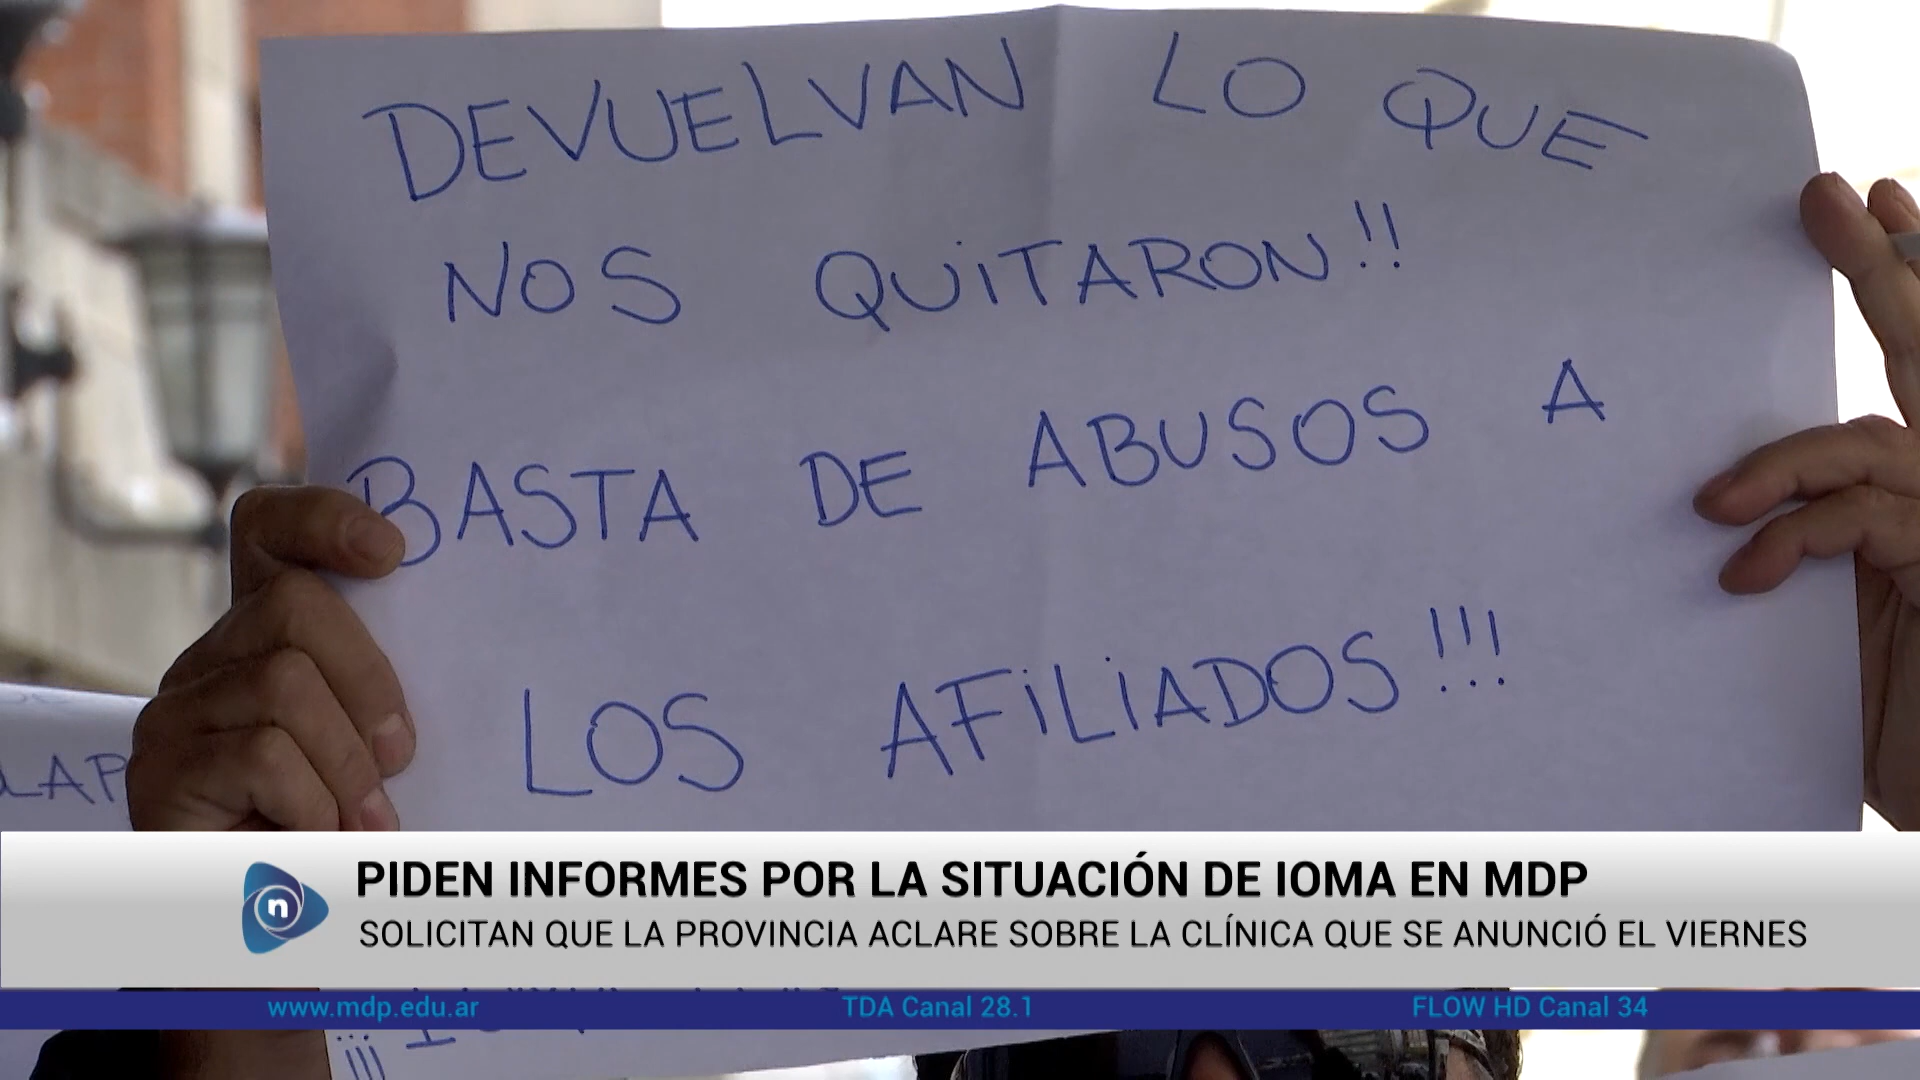 DEVUELVAN LO QUE
NOS QUITARON!!
BASTA DE ABUSOS A
LOS AFILIADOS!!!
LAP
n
PIDEN INFORMES POR LA SITUACIÓN DE IOMA EN MDP
SOLICITAN QUE LA PROVINCIA ACLARE SOBRE LA CLÍNICA QUE SE ANUNCIÓ EL VIERNES
www.mdp.edu.ar TDA Canal 28.1 FLOW HD Canal 34